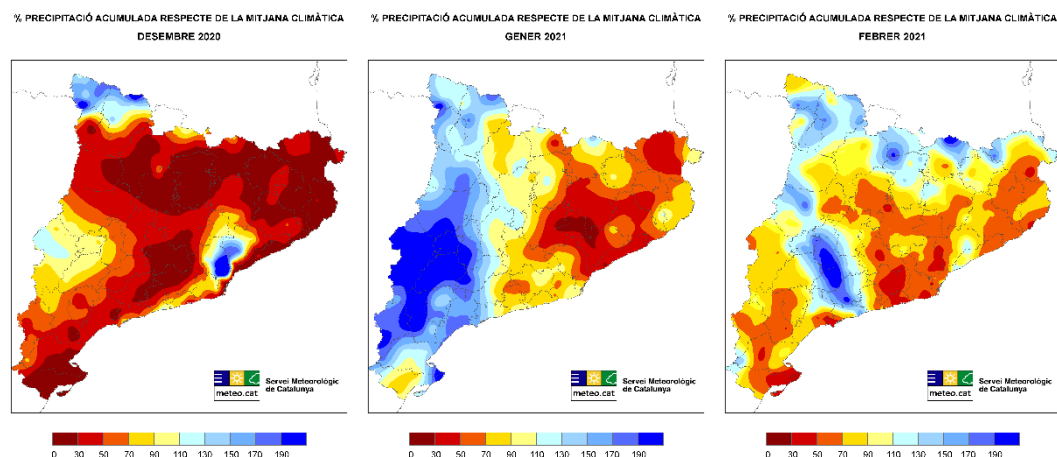 % PRECIPITACIÓ ACUMULADA RESPECTE DE LA MITJANA CLIMÀTICA
DESEMBRE 2020
meteo.cat
Servei Meteorològic
de Catalunya
0 30 50 70 90 110 130 150 170 190
% PRECIPITACIÓ ACUMULADA RESPECTE DE LA MITJANA CLIMÀTICA
GENER 2021
meteo.cat
Servei Meteorològic
de Catalunya
0 30 50 70 90 110 130 150 170 190
% PRECIPITACIÓ ACUMULADA RESPECTE DE LA MITJANA CLIMÀTICA
FEBRER 2021
meteo.cat
Servei Meteorològic
de Catalunya
0 30 50 70 90 110 130 150 170 190